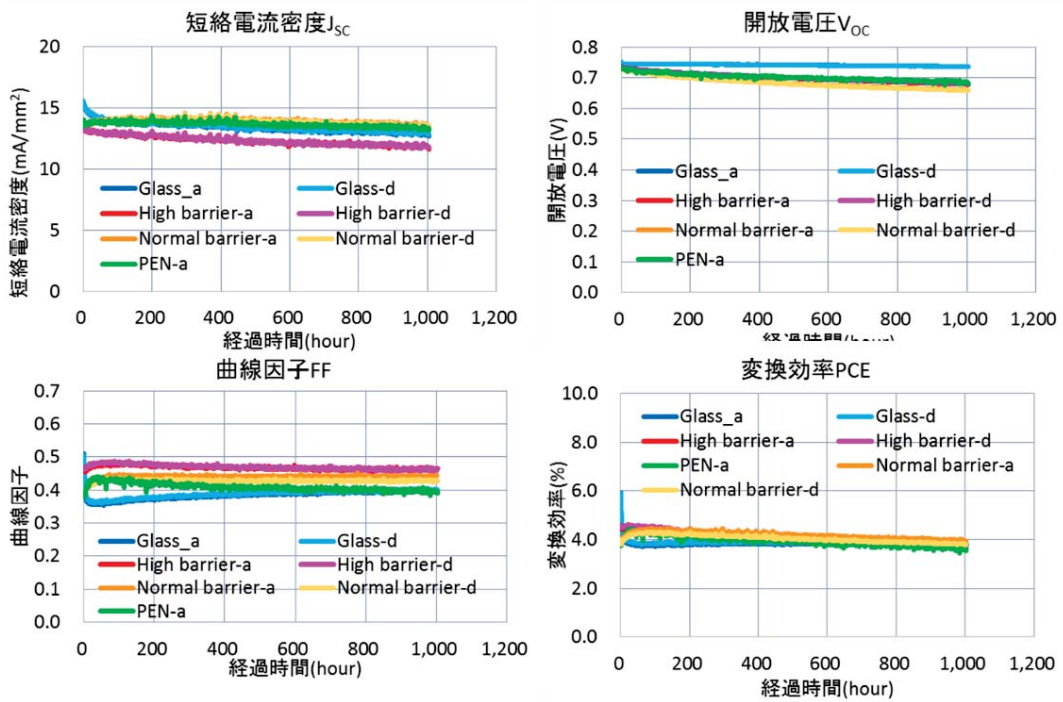 短絡電流密度JSC
20
15
10
5
0
短絡電流密度(mA/mm²)
Glass_a
Glass-d
High barrier-a
High barrier-d
Normal barrier-a
Normal barrier-d
PEN-a
0 200 400 600 800 1,000 1,200
経過時間(hour)
開放電圧VOC
0.8
0.7
0.6
0.5
0.4
0.3
0.2
0.1
0.0
開放電圧(V)
Glass_a
Glass-d
High barrier-a
High barrier-d
Normal barrier-a
Normal barrier-d
PEN-a
0 200 400 600 800 1,000 1,200
経過時間(hour)
曲線因子FF
0.7
0.6
0.5
0.4
0.3
0.2
0.1
0.0
曲線因子
Glass_a
Glass-d
High barrier-a
High barrier-d
Normal barrier-a
Normal barrier-d
PEN-a
0 200 400 600 800 1,000 1,200
経過時間(hour)
変換効率PCE
10.0
8.0
6.0
4.0
2.0
0.0
変換効率(%)
Glass_a
Glass-d
High barrier-a
High barrier-d
PEN-a
Normal barrier-a
Normal barrier-d
0 200 400 600 800 1,000 1,200
経過時間(hour)